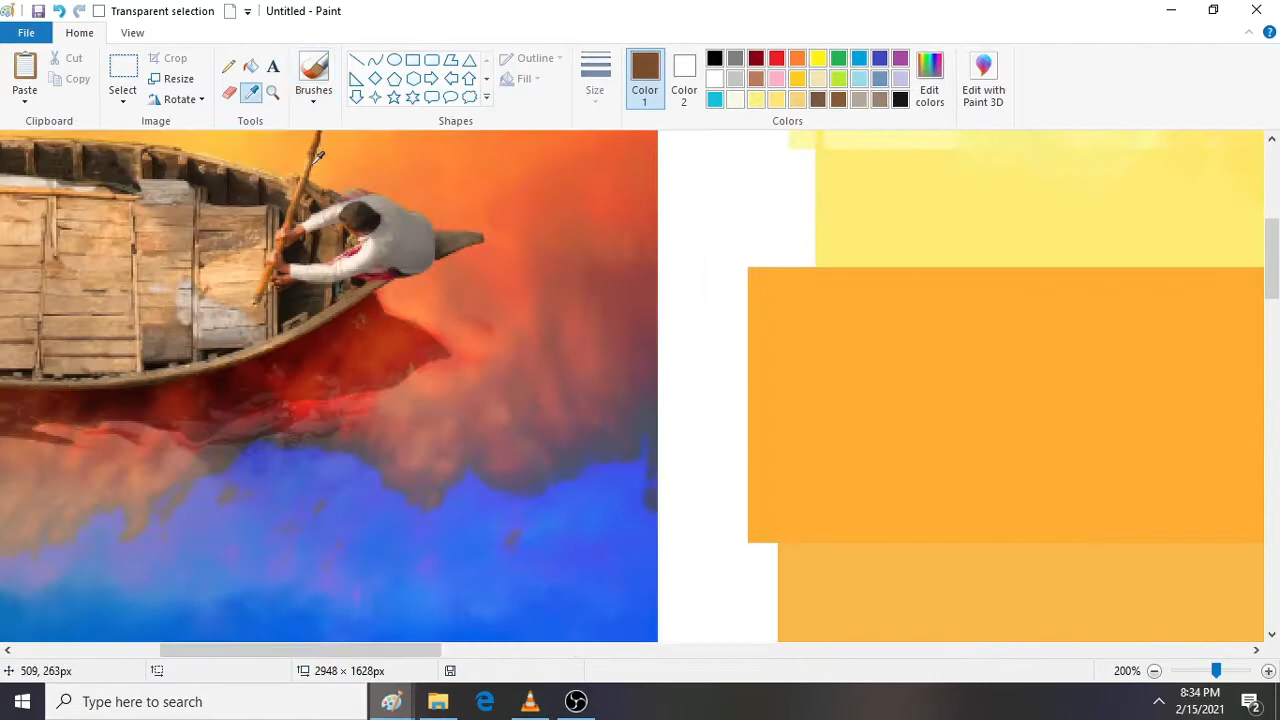 Transparent selection
Untitled - Paint
File
Home
View
Paste
Cut
Copy
Clipboard
Select
Crop
Resize
Rotate
Image
A
Tools
Brushes
Outline
Fill
Shapes
Size
Color 1
Color 2
Edit colors
Colors
Edit with Paint 3D
509, 263px
2948 × 1628px
200%
Type here to search
8:34 PM
2/15/2021
2